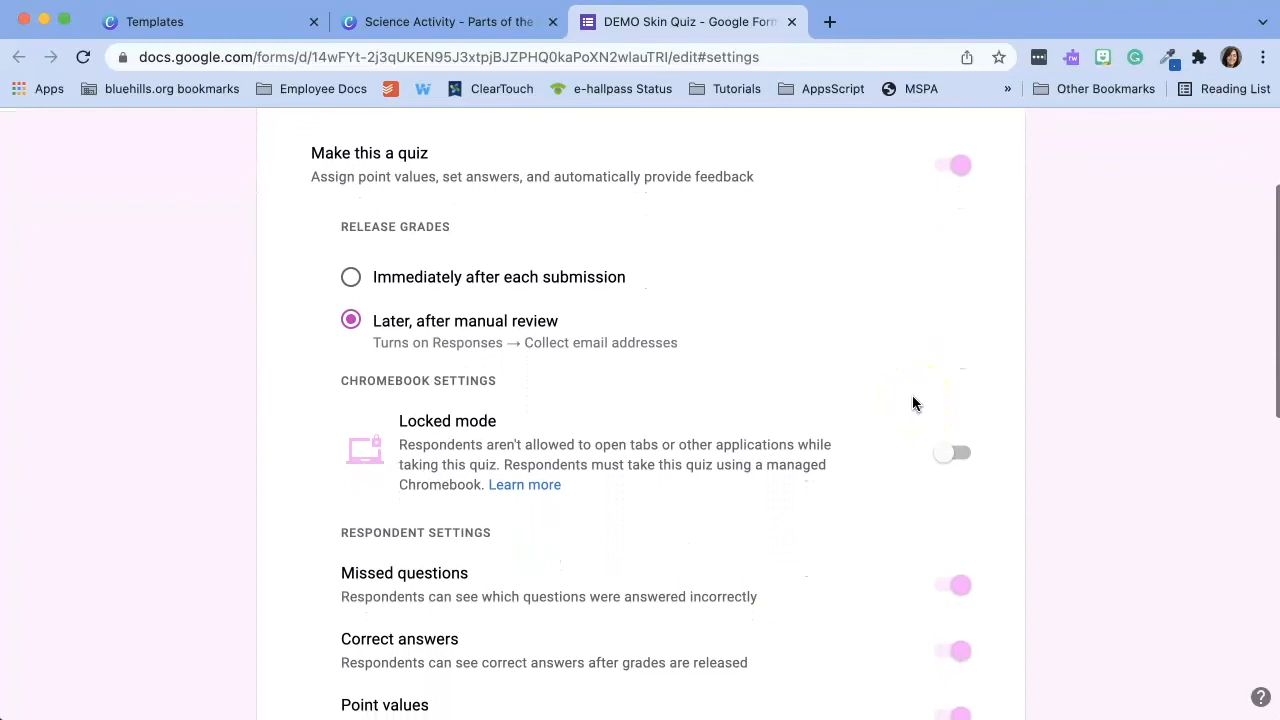 Templates
Science Activity - Parts of the
DEMO Skin Quiz - Google Form
docs.google.com/forms/d/14wFYt-2j3qUKEN95J3xtpjBJZPHQ0kaPoXN2wlauTRI/edit#settings
Apps
bluehills.org bookmarks
Employee Docs
ClearTouch
e-hallpass Status
Tutorials
AppsScript
MSPA
»
Other Bookmarks
Reading List
Make this a quiz
Assign point values, set answers, and automatically provide feedback
RELEASE GRADES
Immediately after each submission
Later, after manual review
Turns on Responses → Collect email addresses
CHROMEBOOK SETTINGS
Locked mode
Respondents aren't allowed to open tabs or other applications while
taking this quiz. Respondents must take this quiz using a managed
Chromebook. Learn more
RESPONDENT SETTINGS
Missed questions
Respondents can see which questions were answered incorrectly
Correct answers
Respondents can see correct answers after grades are released
Point values